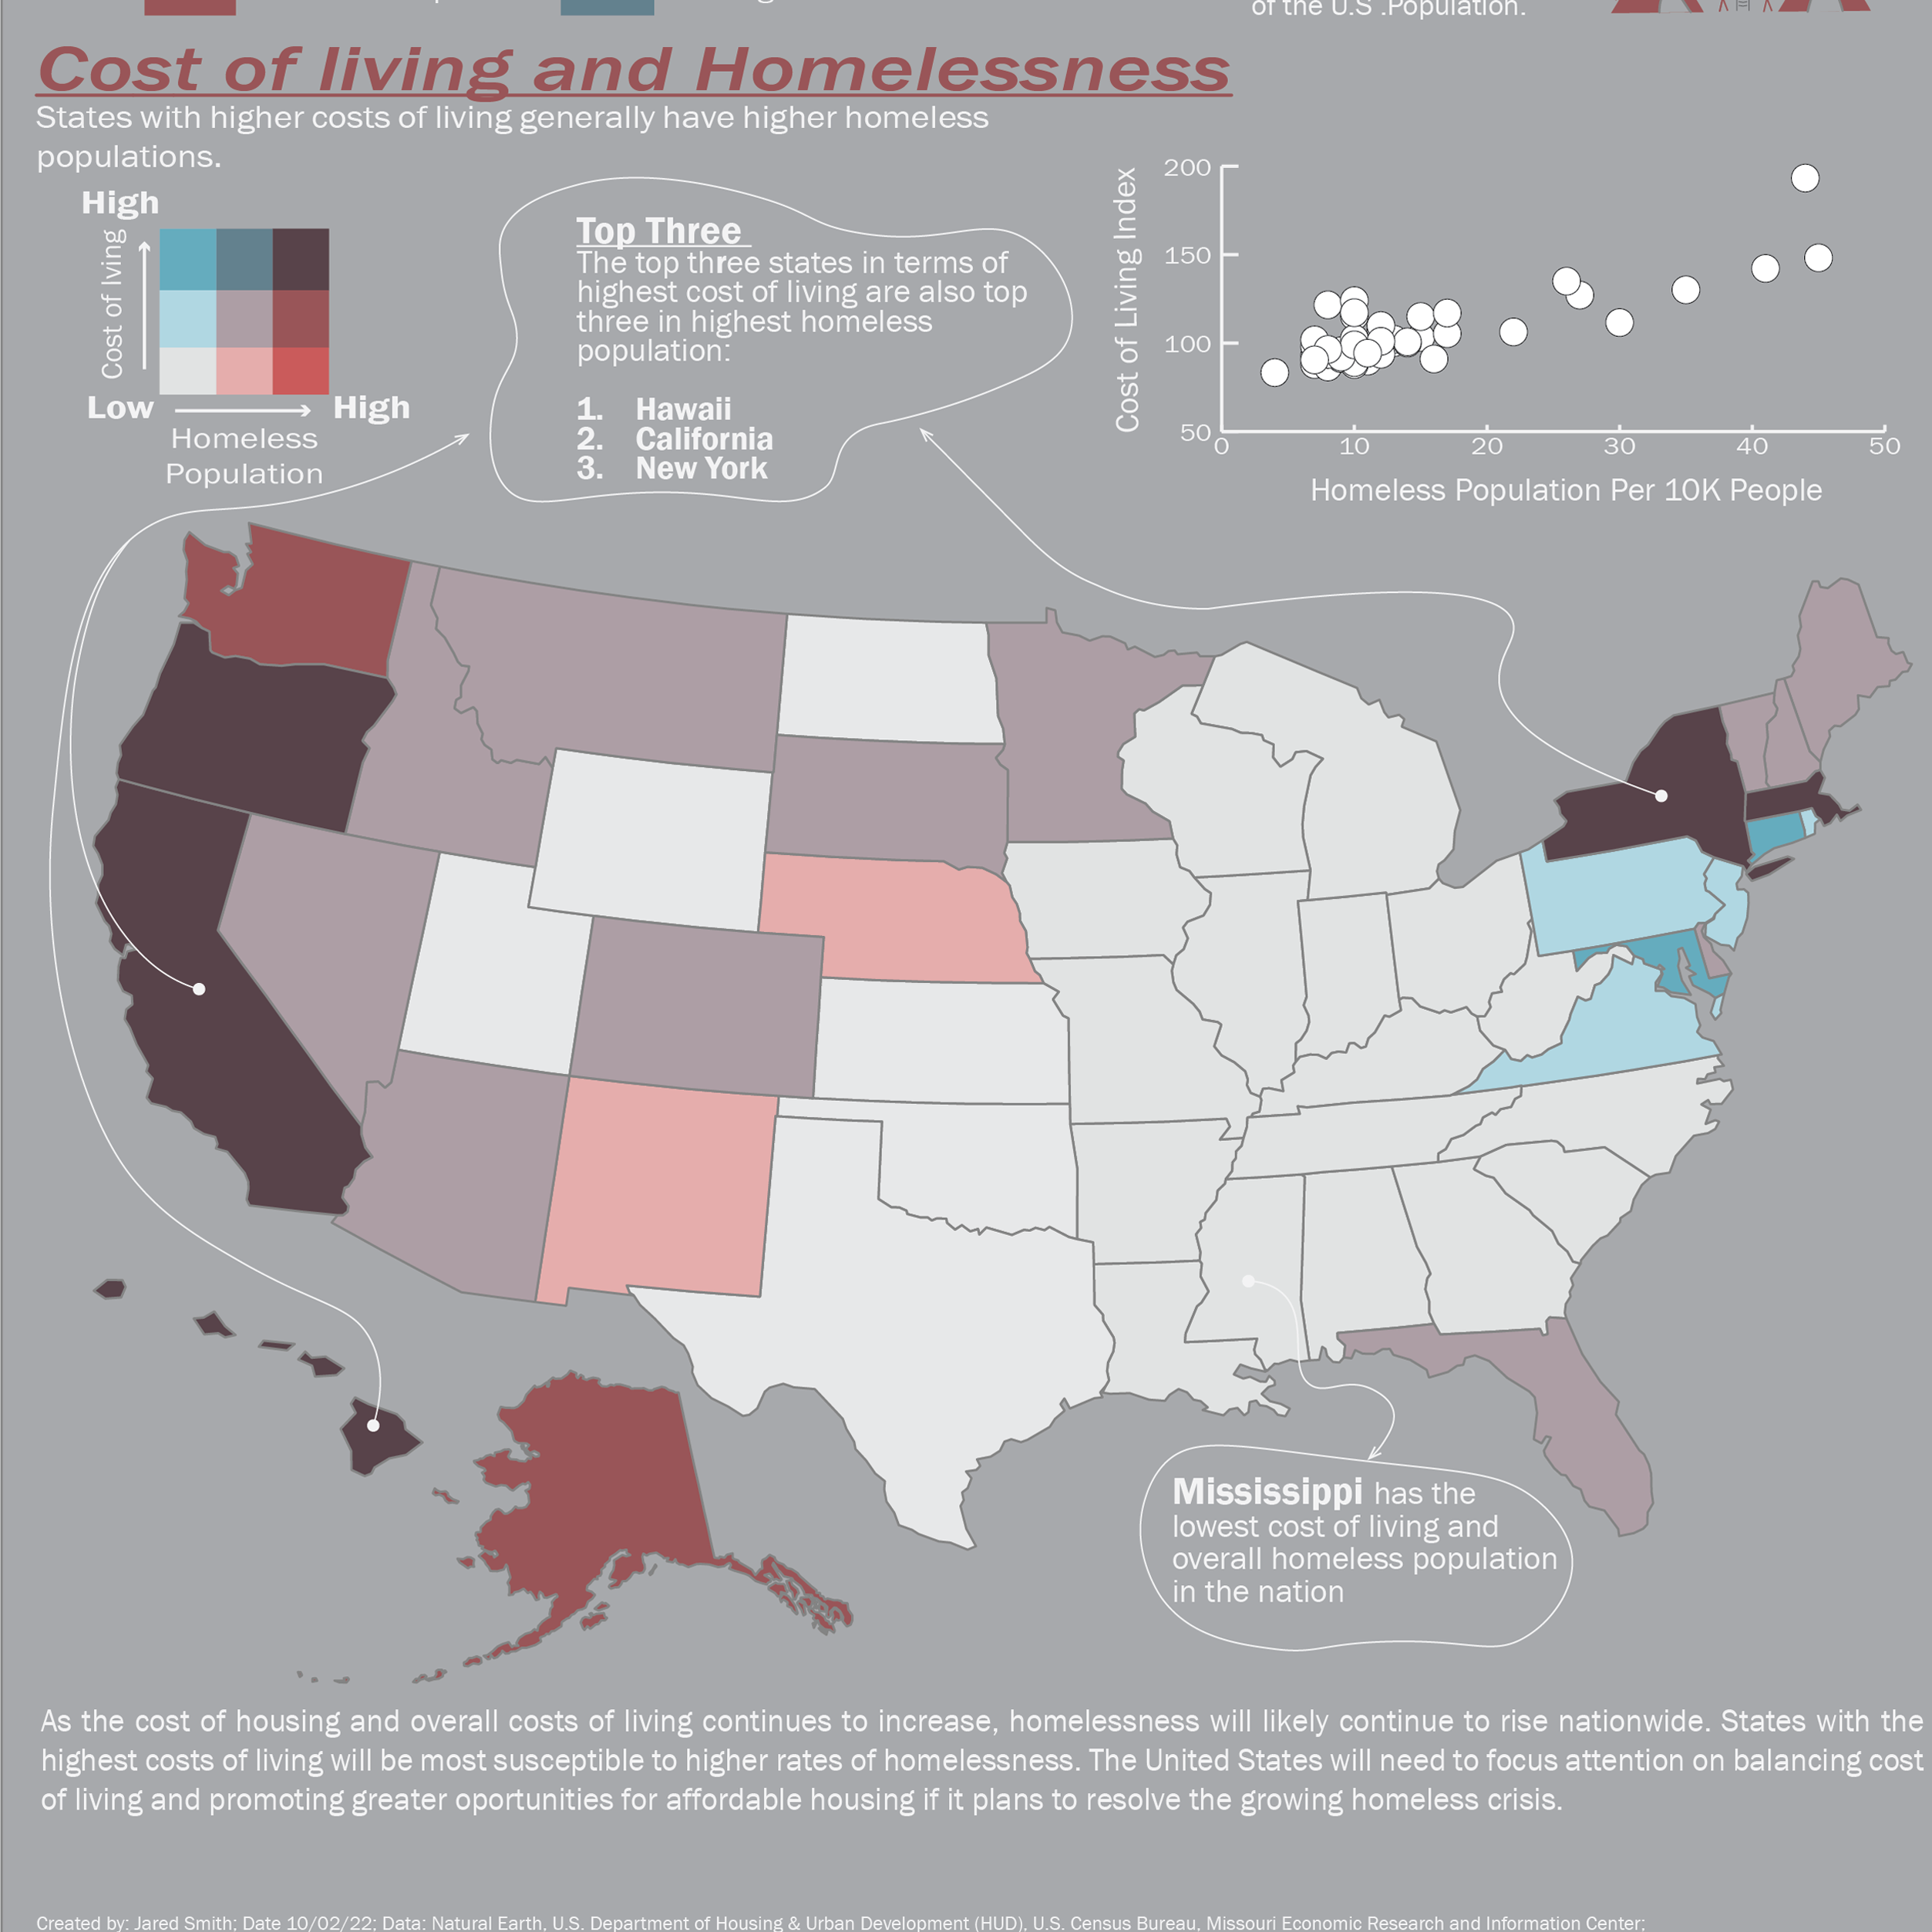 of the U.S .Population.
Cost of living and Homelessness
States with higher costs of living generally have higher homeless
populations.
High
Cost of living
Low
High
Homeless
Population
Top Three
The top three states in terms of
highest cost of living are also top
three in highest homeless
population:
1. Hawaii
2. California
3. New York
Cost of Living Index
200
150
100
50
0 10 20 30 40 50
Homeless Population Per 10K People
Mississippi has the
lowest cost of living and
overall homeless population
in the nation
As the cost of housing and overall costs of living continues to increase, homelessness will likely continue to rise nationwide. States with the
highest costs of living will be most susceptible to higher rates of homelessness. The United States will need to focus attention on balancing cost
of living and promoting greater oportunities for affordable housing if it plans to resolve the growing homeless crisis.
Created by: Jared Smith; Date 10/02/22; Data: Natural Earth, U.S. Department of Housing & Urban Development (HUD), U.S. Census Bureau, Missouri Economic Research and Information Center;